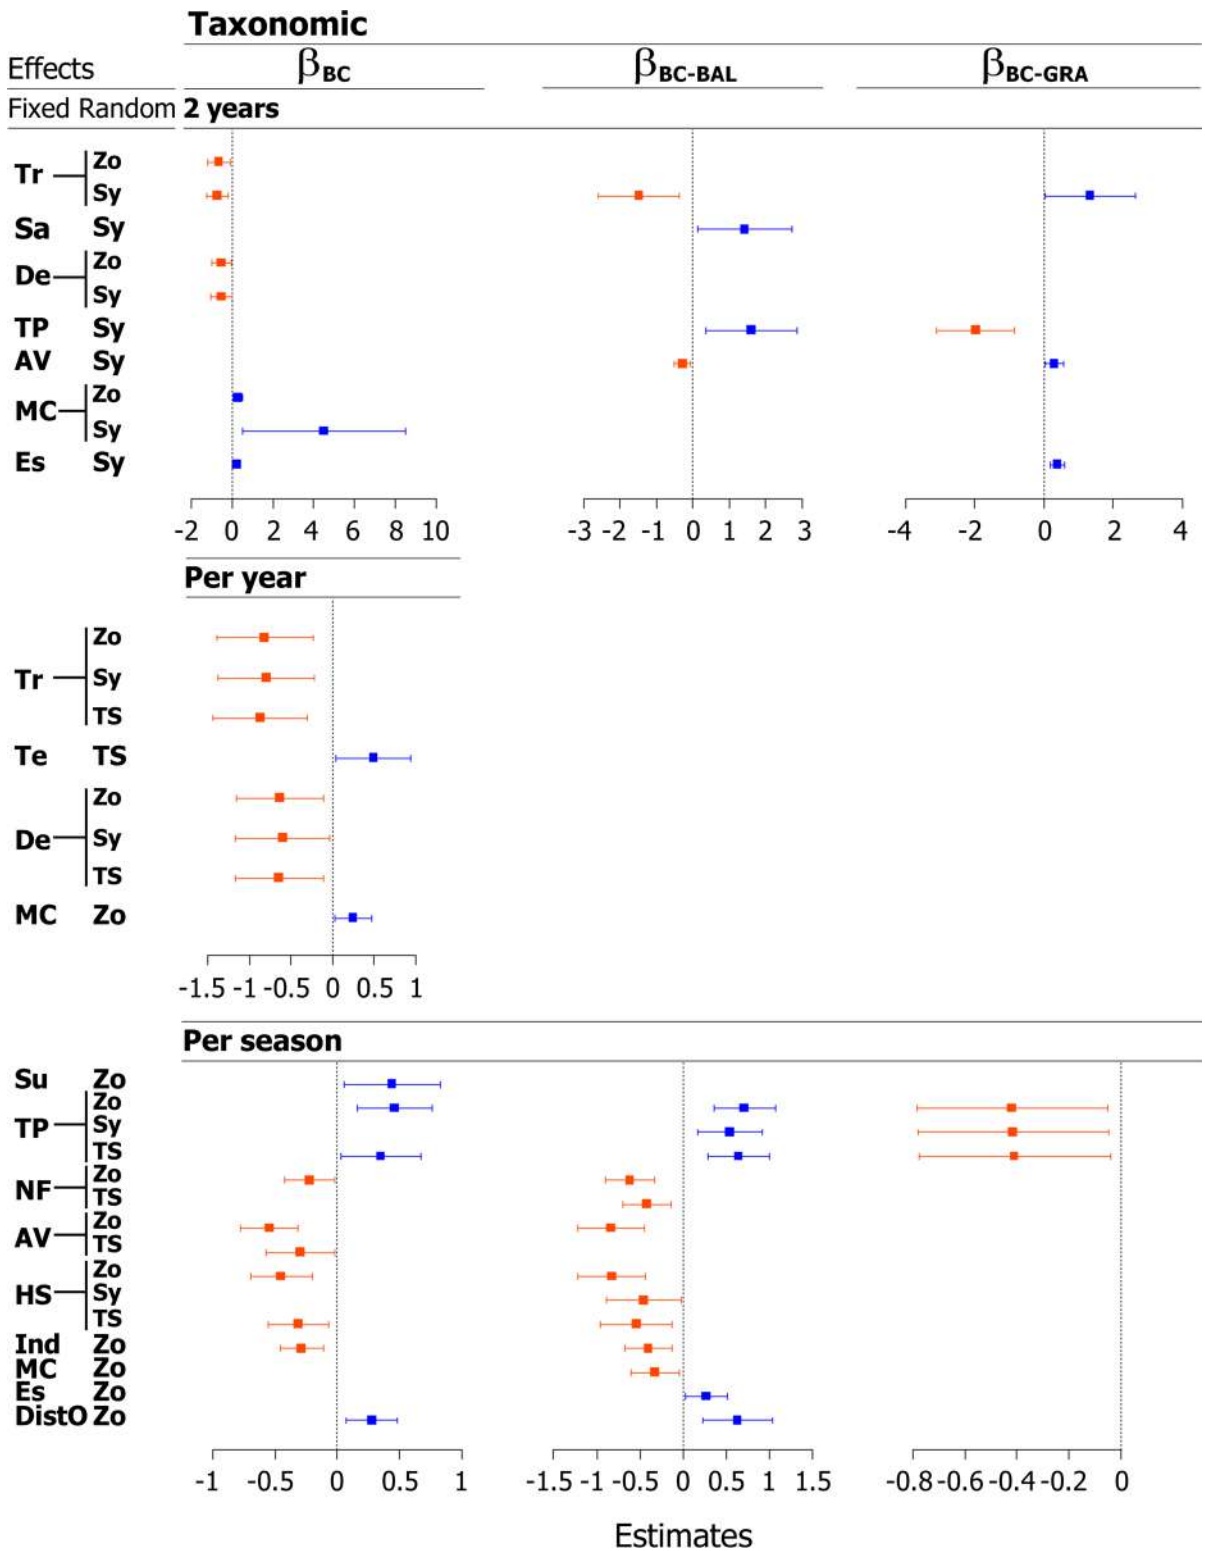 Taxonomic
Effects βBC βBC-BAL βBC-GRA
Fixed Random 2 years
Tr Zo
Sy
Sa Sy
De Zo
Sy
TP Sy
AV Sy
MC Zo
Sy
Es Sy
-2 0 2 4 6 8 10 -3 -2 -1 0 1 2 3 -4 -2 0 2 4
Per year
Tr Zo
Sy
TS
Te TS
De Zo
Sy
TS
MC Zo
-1.5 -1 -0.5 0 0.5 1
Per season
Su Zo
TP Zo
Sy
TS
NF Zo
TS
AV Zo
TS
HS Zo
Sy
TS
Ind Zo
MC Zo
Es Zo
DistO Zo
-1 -0.5 0 0.5 1 -1.5 -1 -0.5 0 0.5 1 1.5 -0.8 -0.6 -0.4 -0.2 0
Estimates